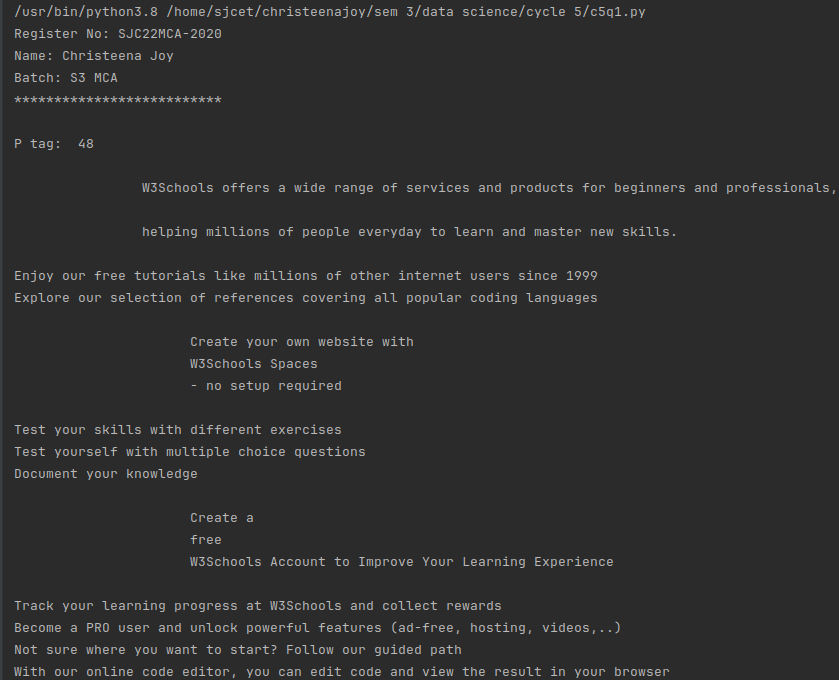 /usr/bin/python3.8 /home/sjcet/christeenajoy/sem 3/data science/cycle 5/c5q1.py
Register No: SJC22MCA-2020
Name: Christeena Joy
Batch: S3 MCA
**************************
P tag:  48
W3Schools offers a wide range of services and products for beginners and professionals,
helping millions of people everyday to learn and master new skills.
Enjoy our free tutorials like millions of other internet users since 1999
Explore our selection of references covering all popular coding languages
Create your own website with
W3Schools Spaces
- no setup required
Test your skills with different exercises
Test yourself with multiple choice questions
Document your knowledge
Create a
free
W3Schools Account to Improve Your Learning Experience
Track your learning progress at W3Schools and collect rewards
Become a PRO user and unlock powerful features (ad-free, hosting, videos,..)
Not sure where you want to start? Follow our guided path
With our online code editor, you can edit code and view the result in your browser